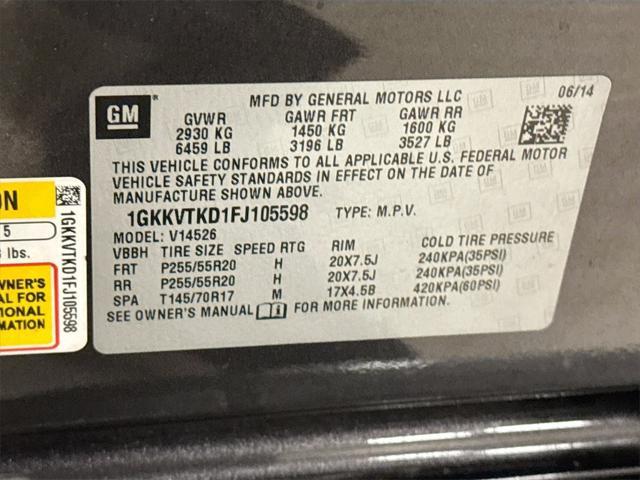 MFD BY GENERAL MOTORS LLC 06/14
GM
GVWR GAWR FRT GAWR RR
2930 KG 1450 KG 1600 KG
6459 LB 3196 LB 3527 LB
THIS VEHICLE CONFORMS TO ALL APPLICABLE U.S. FEDERAL MOTOR
VEHICLE SAFETY STANDARDS IN EFFECT ON THE DATE OF
MANUFACTURE SHOWN ABOVE.
1GKKVTKD1FJ105598 TYPE: M.P.V.
MODEL: V14526
VBBH TIRE SIZE SPEED RTG RIM COLD TIRE PRESSURE
FRT P255/55R20 H 20X7.5J 240KPA(35PSI)
RR P255/55R20 H 20X7.5J 240KPA(35PSI)
SPA T145/70R17 M 17X4.5B 420KPA(60PSI)
SEE OWNER'S MANUAL FOR MORE INFORMATION.
ON
5
lbs.
WNER'S
AL FOR
IONAL
MATION
1GKKVTKD1FJ105598